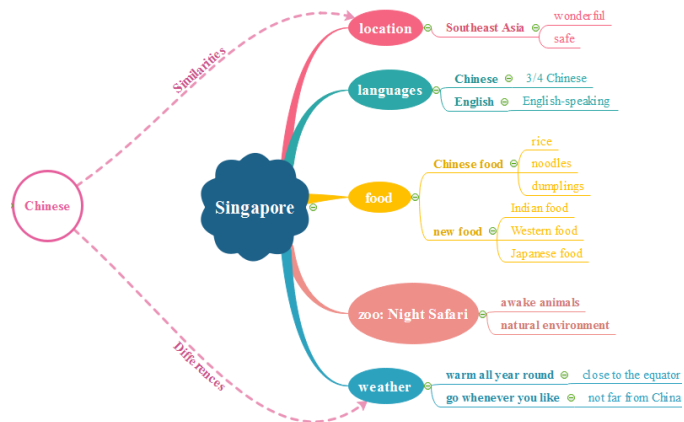 location
Southeast Asia
wonderful
safe
Similarities
languages
Chinese
3/4 Chinese
English
English-speaking
Chinese
Singapore
food
Chinese food
rice
noodles
dumplings
new food
Indian food
Western food
Japanese food
zoo: Night Safari
awake animals
natural environment
Differences
weather
warm all year round
close to the equator
go whenever you like
not far from China